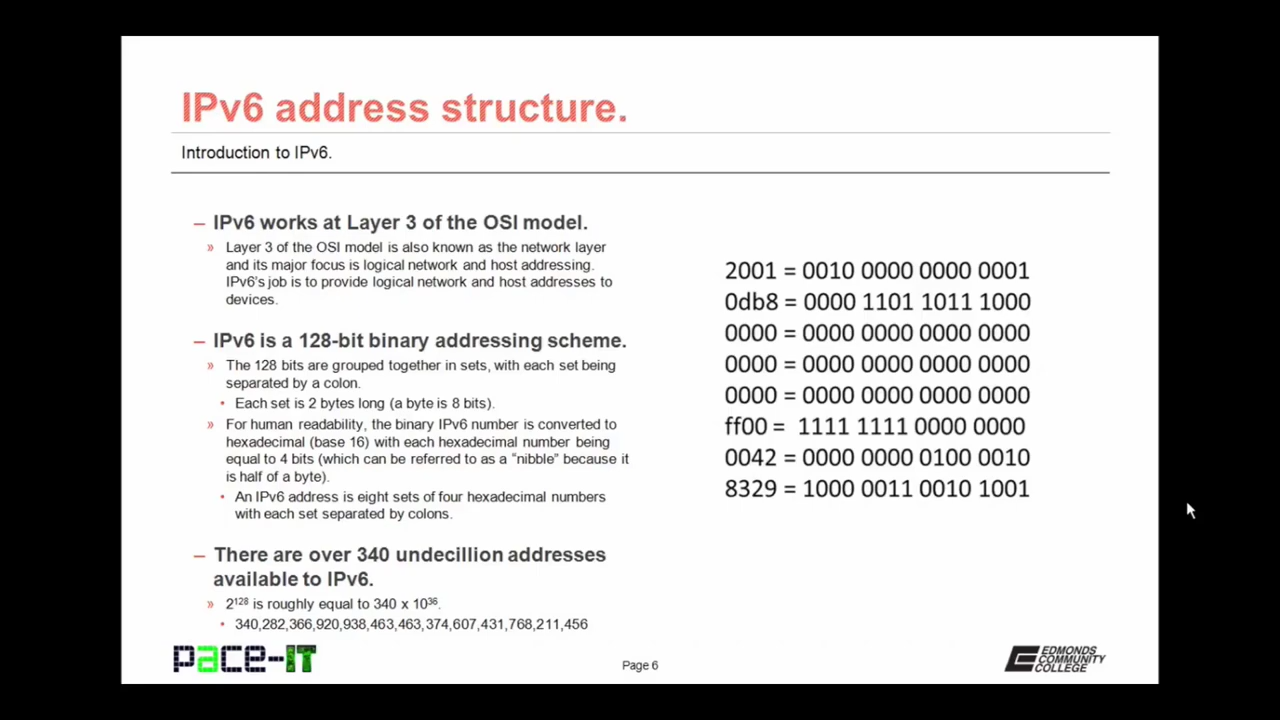 IPv6 address structure.
Introduction to IPv6.
– IPv6 works at Layer 3 of the OSI model.
» Layer 3 of the OSI model is also known as the network layer
and its major focus is logical network and host addressing.
IPv6's job is to provide logical network and host addresses to
devices.
– IPv6 is a 128-bit binary addressing scheme.
» The 128 bits are grouped together in sets, with each set being
separated by a colon.
• Each set is 2 bytes long (a byte is 8 bits).
» For human readability, the binary IPv6 number is converted to
hexadecimal (base 16) with each hexadecimal number being
equal to 4 bits (which can be referred to as a “nibble” because it
is half of a byte).
• An IPv6 address is eight sets of four hexadecimal numbers
with each set separated by colons.
– There are over 340 undecillion addresses
available to IPv6.
» 2¹²⁸ is roughly equal to 340 x 10³⁶.
• 340,282,366,920,938,463,463,374,607,431,768,211,456
2001 = 0010 0000 0000 0001
0db8 = 0000 1101 1011 1000
0000 = 0000 0000 0000 0000
0000 = 0000 0000 0000 0000
0000 = 0000 0000 0000 0000
ff00 = 1111 1111 0000 0000
0042 = 0000 0000 0100 0010
8329 = 1000 0011 0010 1001
pace-IT
Page 6
EDMONDS
COMMUNITY
COLLEGE